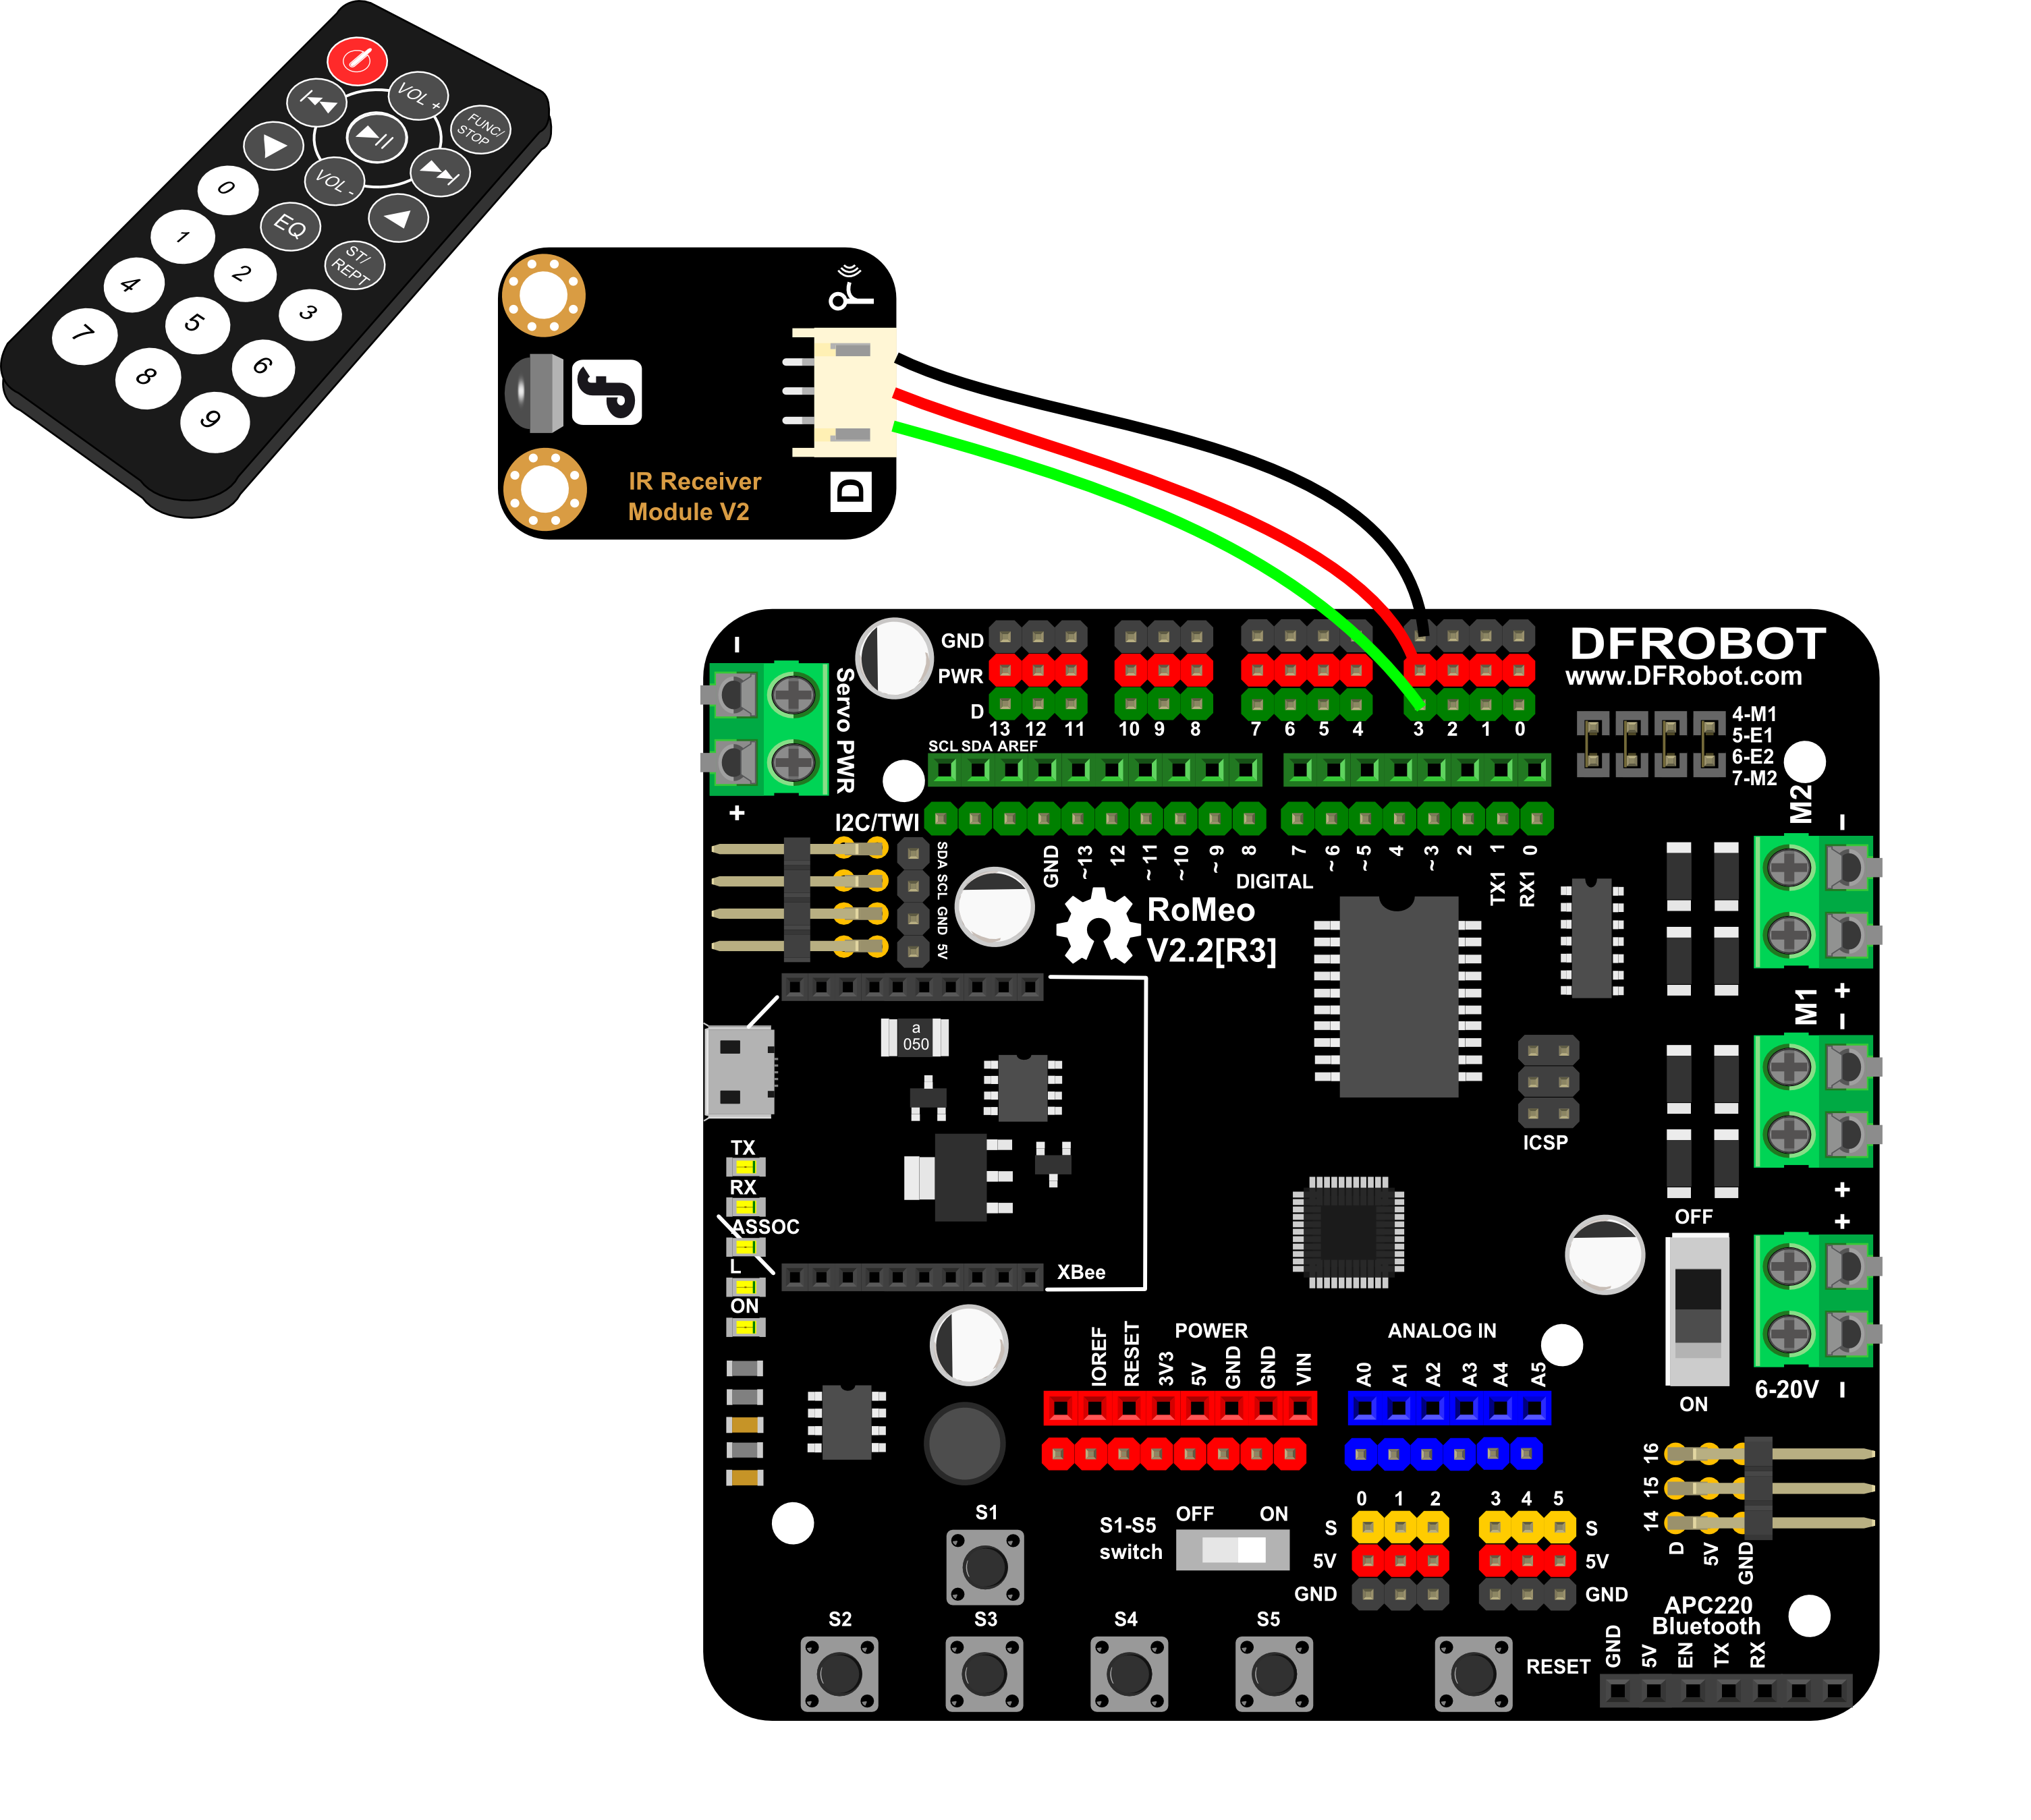 VOL +
FUNC/
STOP
VOL -
0
EQ
ST/
REPT
1
2
3
4
5
6
7
8
9
IR Receiver
Module V2
D
DFROBOT
www.DFRobot.com
GND
PWR
D
13 12 11 10 9 8 7 6 5 4 3 2 1 0
SCL SDA AREF
4-M1
5-E1
6-E2
7-M2
Servo PWR
−
+
I2C/TWI
SDA SCL GND 5V
GND ~13 12 ~11 ~10 ~9 8 7 ~6 ~5 4 ~3 2 1 0
TX1 RX1
DIGITAL
RoMeo
V2.2[R3]
M2
−
+
M1
−
+
a
050
ICSP
TX
RX
ASSOC
L
ON
XBee
OFF
ON
+
6-20V
−
POWER
IOREF RESET 3V3 5V GND GND VIN
ANALOG IN
A0 A1 A2 A3 A4 A5
16
15
14
D 5V GND
0 1 2 3 4 5
S S
5V 5V
GND GND
S1-S5
switch
OFF ON
S1
S2 S3 S4 S5
RESET
APC220
Bluetooth
GND 5V EN TX RX